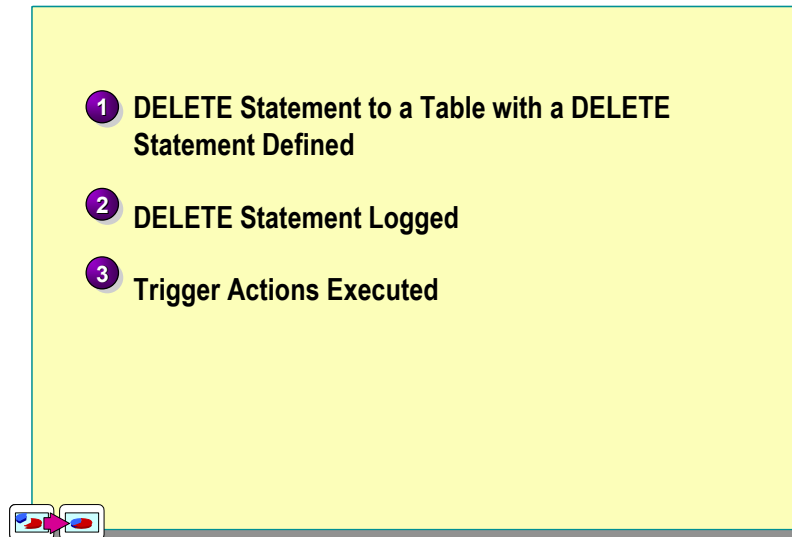 1 DELETE Statement to a Table with a DELETE
Statement Defined
2 DELETE Statement Logged
3 Trigger Actions Executed